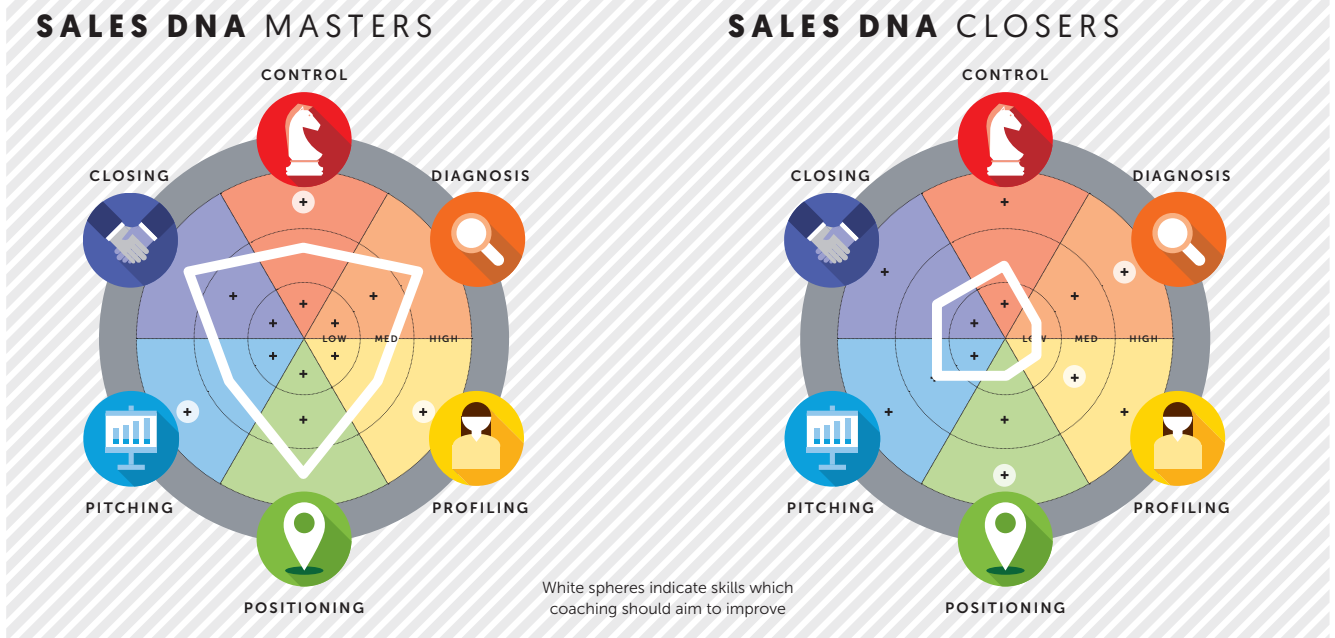 SALES DNA MASTERS
CONTROL
CLOSING
DIAGNOSIS
LOW MED HIGH
PITCHING
PROFILING
POSITIONING
SALES DNA CLOSERS
CONTROL
CLOSING
DIAGNOSIS
LOW MED HIGH
PITCHING
PROFILING
POSITIONING
White spheres indicate skills which
coaching should aim to improve